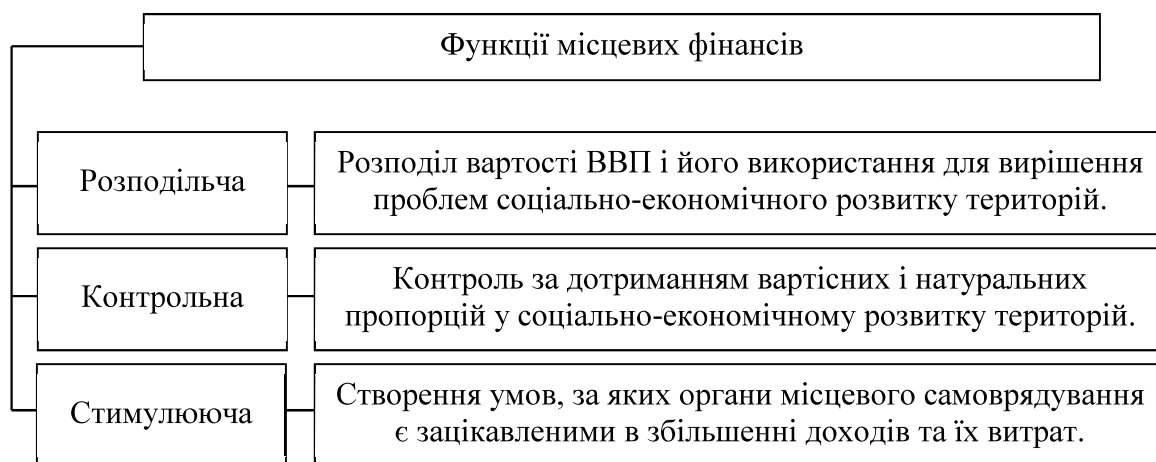 Функції місцевих фінансів
Розподільча
Розподіл вартості ВВП і його використання для вирішення
проблем соціально-економічного розвитку територій.
Контрольна
Контроль за дотриманням вартісних і натуральних
пропорцій у соціально-економічному розвитку територій.
Стимулююча
Створення умов, за яких органи місцевого самоврядування
є зацікавленими в збільшенні доходів та їх витрат.